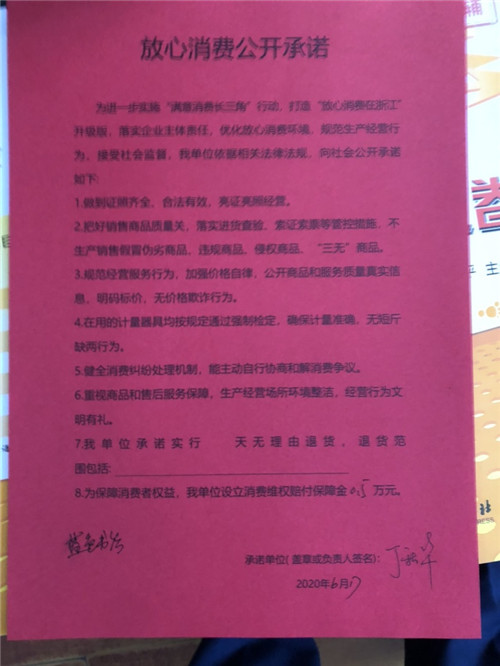 放心消费公开承诺
为进一步实施“满意消费长三角”行动，打造“放心消费在浙江”
升级版，落实企业主体责任，优化放心消费环境，规范生产经营行
为，接受社会监督，我单位依据相关法律法规，向社会公开承诺
如下：
1.做到证照齐全、合法有效，亮证亮照经营。
2.把好销售商品质量关，落实进货查验、索证索票等管控措施，不
生产销售假冒伪劣商品，违规商品、侵权商品、“三无”商品。
3.规范经营服务行为，加强价格自律，公开商品和服务质量真实信
息，明码标价，无价格欺诈行为。
4.在用的计量器具均按规定通过强制检定，确保计量准确，无短斤
缺两行为。
5.健全消费纠纷处理机制，能主动自行协商和解消费争议。
6.重视商品和售后服务保障，生产经营场所环境整洁，经营行为文
明有礼。
7.我单位承诺实行 天无理由退货，退货范
围包括:
8.为保障消费者权益，我单位设立消费维权赔付保障金0.5万元。
承诺单位(盖章或负责人签名)：丁
2020年6月17